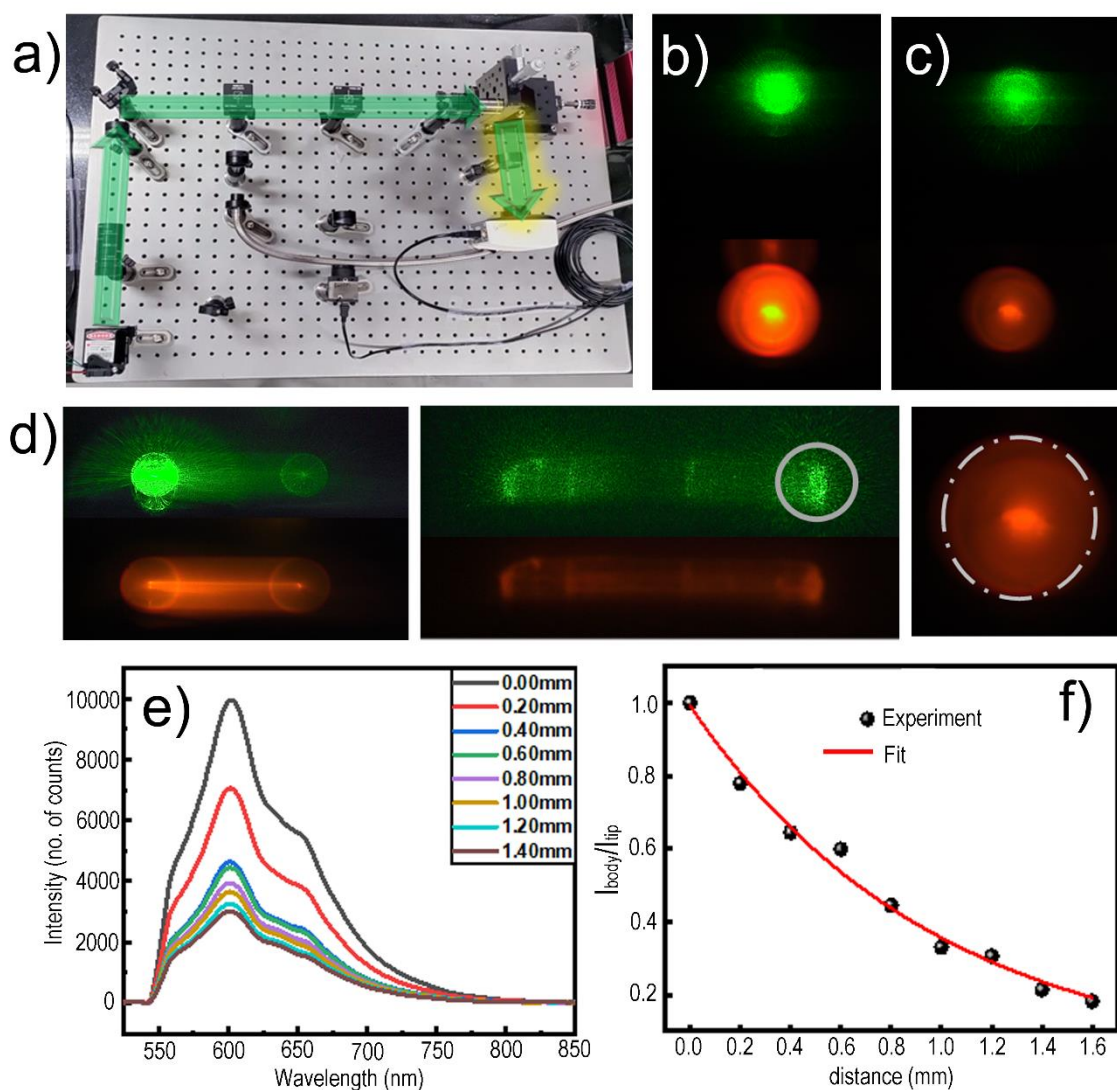 a)
b)
c)
d)
e)
0.00mm
0.20mm
0.40mm
0.60mm
0.80mm
1.00mm
1.20mm
1.40mm
Intensity (no. of counts)
10000
8000
6000
4000
2000
0
550 600 650 700 750 800 850
Wavelength (nm)
f)
Experiment
Fit
I_body/I_tip
1.0
0.8
0.6
0.4
0.2
0.0 0.2 0.4 0.6 0.8 1.0 1.2 1.4 1.6
distance (mm)